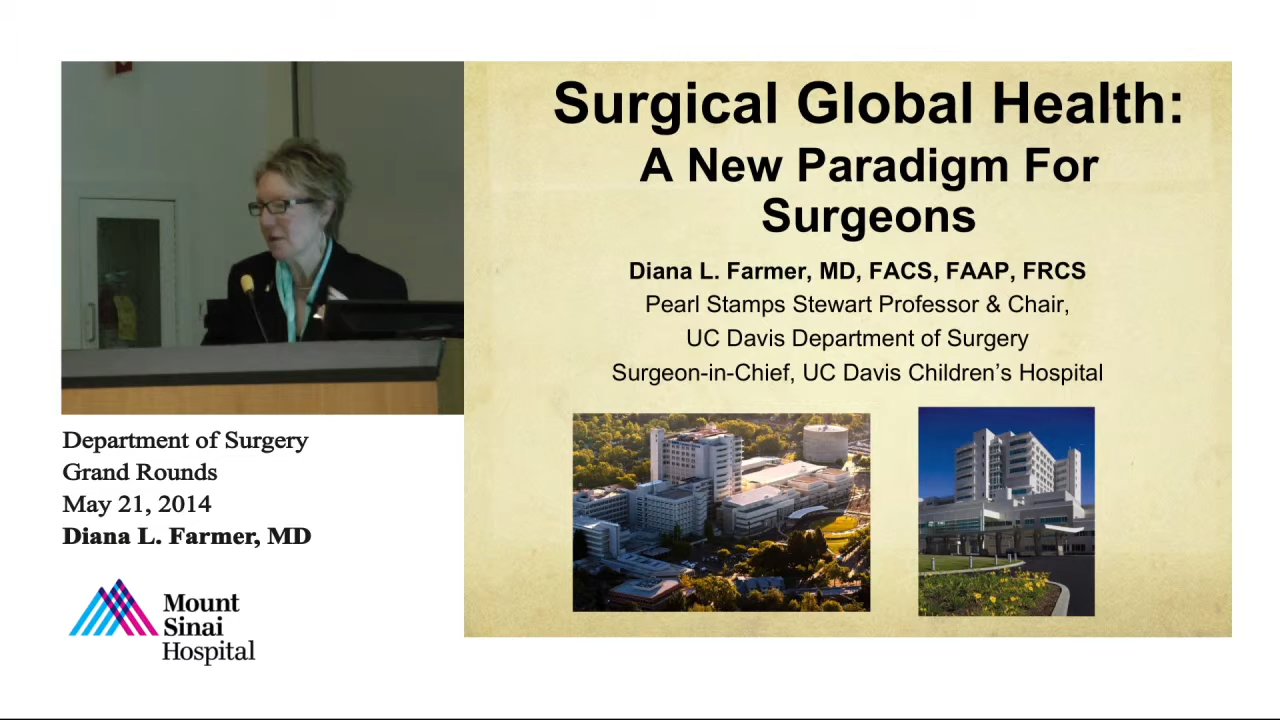 Surgical Global Health:
A New Paradigm For
Surgeons
Diana L. Farmer, MD, FACS, FAAP, FRCS
Pearl Stamps Stewart Professor & Chair,
UC Davis Department of Surgery
Surgeon-in-Chief, UC Davis Children’s Hospital
Department of Surgery
Grand Rounds
May 21, 2014
Diana L. Farmer, MD
Mount
Sinai
Hospital